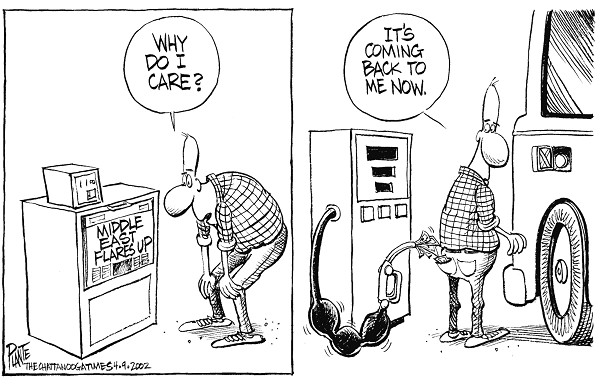 WHY
DO I
CARE?
MIDDLE
EAST
FLARES UP
PLANTE
THE CHATTANOOGA TIMES 4.9.2002
IT'S
COMING
BACK TO
ME NOW.